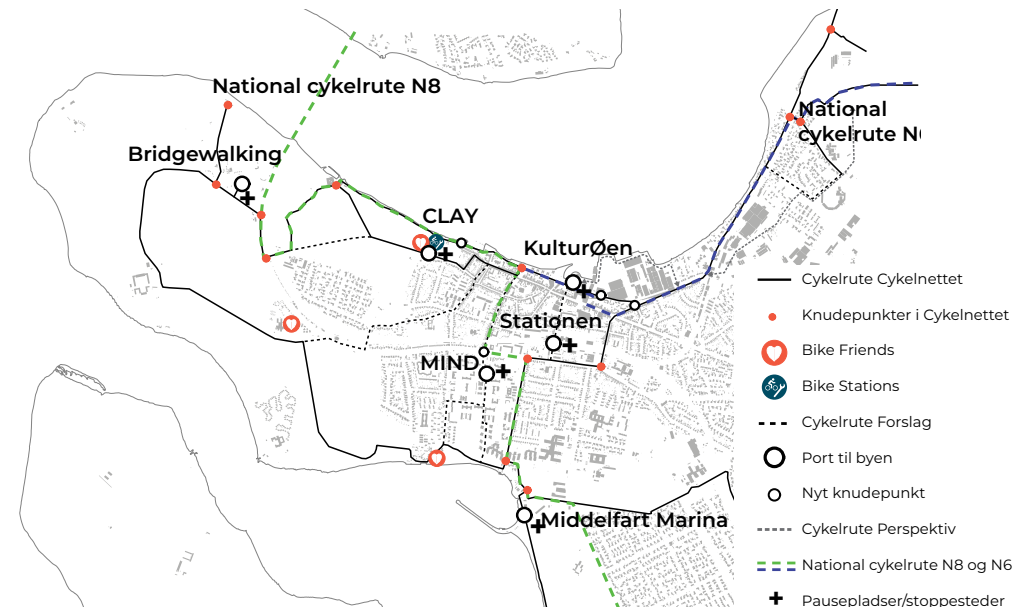 National cykelrute N8
National
cykelrute N
Bridgewalking
CLAY
KulturØen
Stationen
MIND
Middelfart Marina
Cykelrute Cykelnettet
Knudepunkter i Cykelnettet
Bike Friends
Bike Stations
Cykelrute Forslag
Port til byen
Nyt knudepunkt
Cykelrute Perspektiv
National cykelrute N8 og N6
Pausepladser/stoppesteder